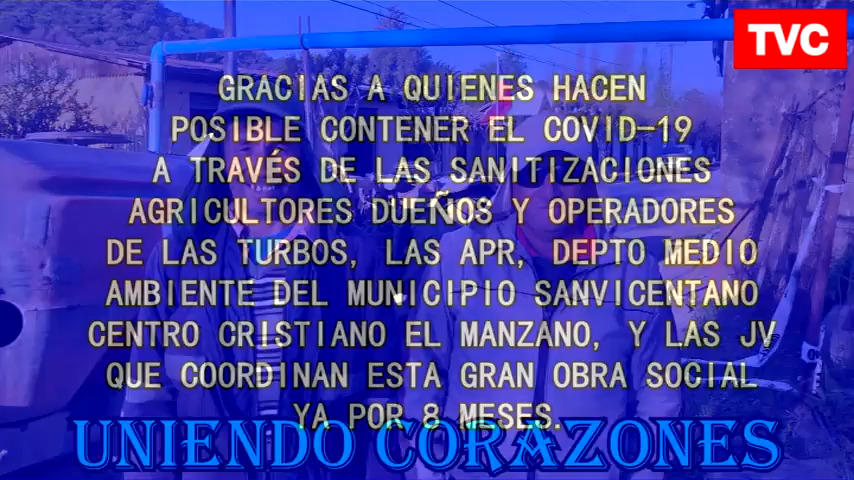 TVC
GRACIAS A QUIENES HACEN
POSIBLE CONTENER EL COVID-19
A TRAVÉS DE LAS SANITIZACIONES
AGRICULTORES DUEÑOS Y OPERADORES
DE LAS TURBOS, LAS APR, DEPTO MEDIO
AMBIENTE DEL MUNICIPIO SANVICENTANO
CENTRO CRISTIANO EL MANZANO, Y LAS JV
QUE COORDINAN ESTA GRAN OBRA SOCIAL
YA POR 8 MESES.
UNIENDO CORAZONES